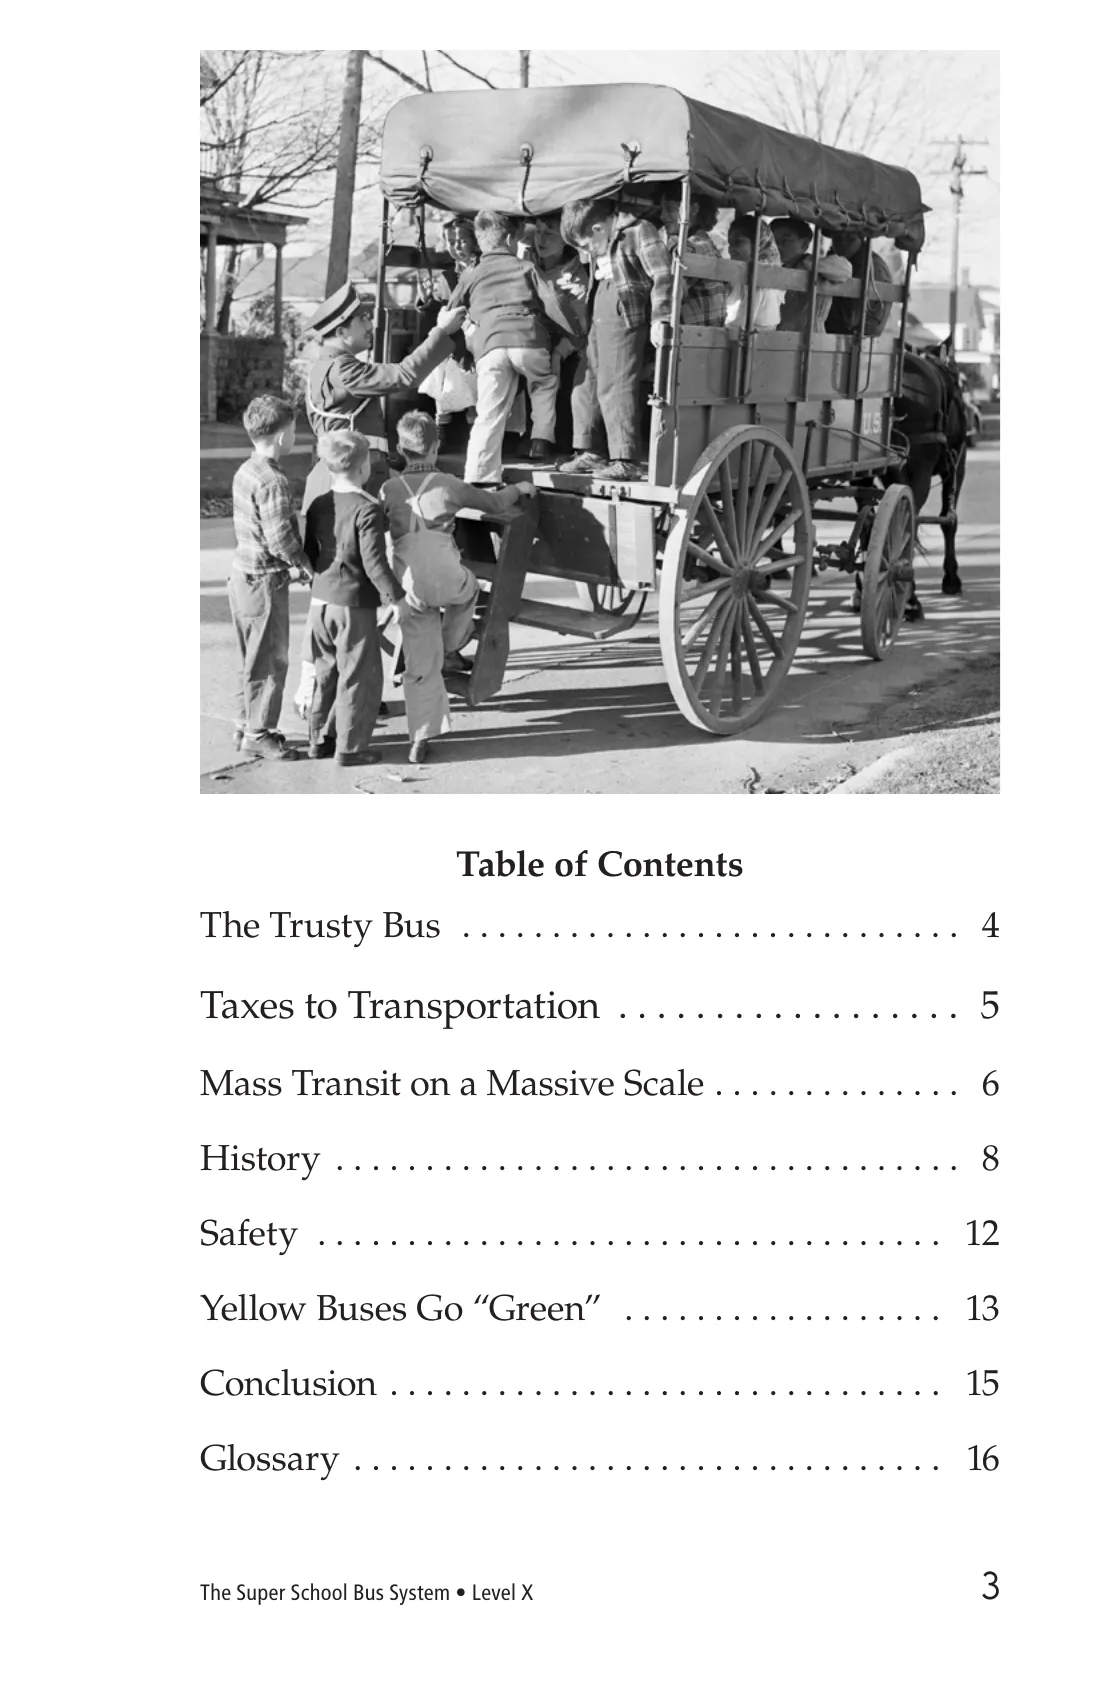 U.S
Table of Contents
The Trusty Bus . . . . . . . . . . . . . . . . . . . . . . . . . . . . 4
Taxes to Transportation . . . . . . . . . . . . . . . . . . 5
Mass Transit on a Massive Scale . . . . . . . . . . . . . . 6
History . . . . . . . . . . . . . . . . . . . . . . . . . . . . . . . . . . . 8
Safety . . . . . . . . . . . . . . . . . . . . . . . . . . . . . . . . . . . 12
Yellow Buses Go “Green” . . . . . . . . . . . . . . . . . . 13
Conclusion . . . . . . . . . . . . . . . . . . . . . . . . . . . . . . . 15
Glossary . . . . . . . . . . . . . . . . . . . . . . . . . . . . . . . . . 16
The Super School Bus System • Level X 3